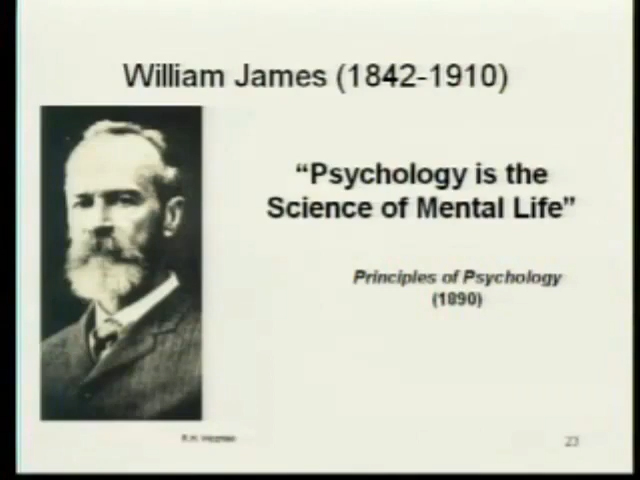 William James (1842-1910)
“Psychology is the
Science of Mental Life”
Principles of Psychology
(1890)
23